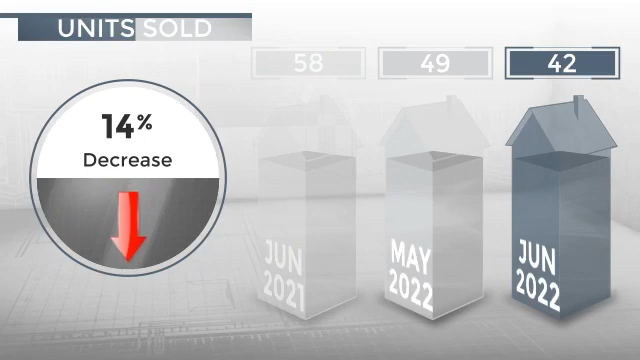 UNITS SOLD
58
49
42
14%
Decrease
JUN
2021
MAY
2022
JUN
2022